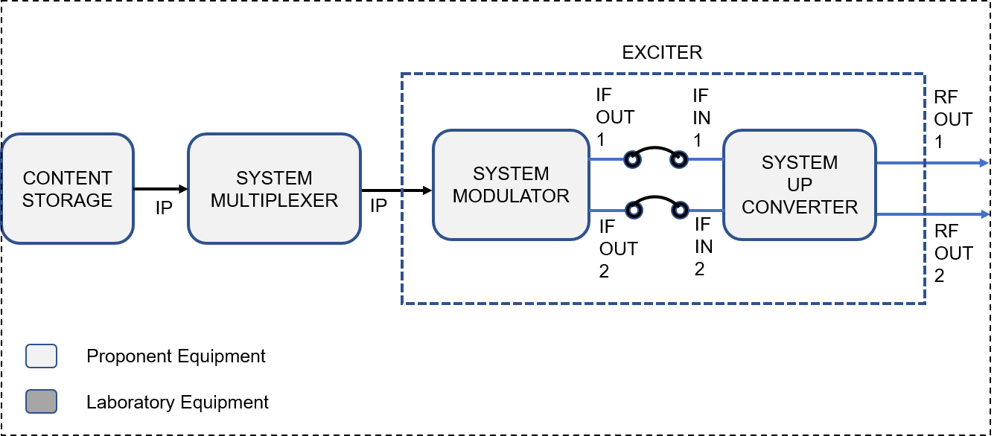 EXCITER
IF
OUT
1
IF
IN
1
RF
OUT
1
CONTENT
STORAGE
IP
SYSTEM
MULTIPLEXER
IP
SYSTEM
MODULATOR
SYSTEM
UP
CONVERTER
IF
OUT
2
IF
IN
2
RF
OUT
2
Proponent Equipment
Laboratory Equipment